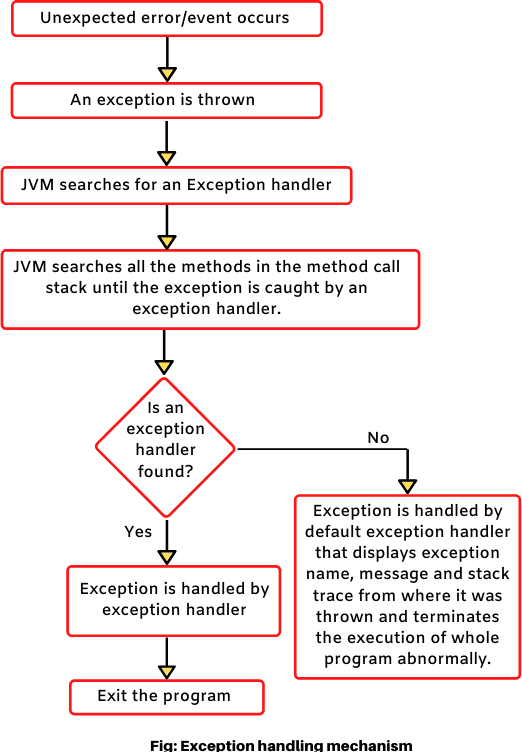 Unexpected error/event occurs
An exception is thrown
JVM searches for an Exception handler
JVM searches all the methods in the method call
stack until the exception is caught by an
exception handler.
Is an
exception
handler
found?
No
Yes
Exception is handled by
default exception handler
that displays exception
name, message and stack
trace from where it was
thrown and terminates
the execution of whole
program abnormally.
Exception is handled by
exception handler
Exit the program
Fig: Exception handling mechanism